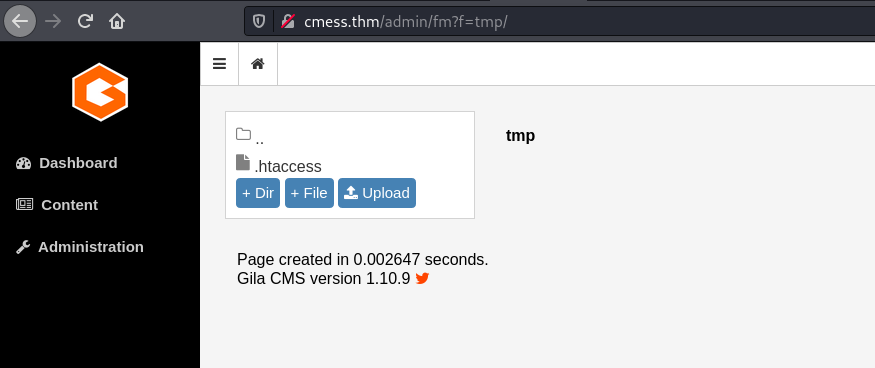 cmess.thm/admin/fm?f=tmp/
Dashboard
Content
Administration
..
.htaccess
+ Dir + File Upload
tmp
Page created in 0.002647 seconds.
Gila CMS version 1.10.9